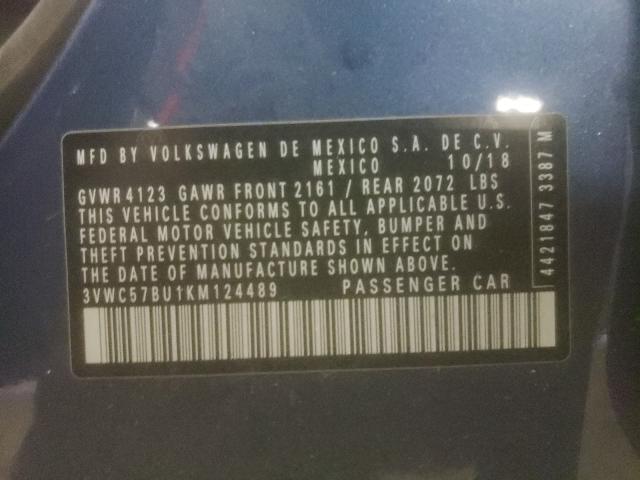 MFD BY VOLKSWAGEN DE MEXICO S.A. DE C.V.
MEXICO 10/18
GVWR 4123 GAWR FRONT 2161 / REAR 2072 LBS
THIS VEHICLE CONFORMS TO ALL APPLICABLE U.S.
FEDERAL MOTOR VEHICLE SAFETY, BUMPER AND
THEFT PREVENTION STANDARDS IN EFFECT ON
THE DATE OF MANUFACTURE SHOWN ABOVE.
3VWC57BU1KM124489 PASSENGER CAR
4421847 3387 M